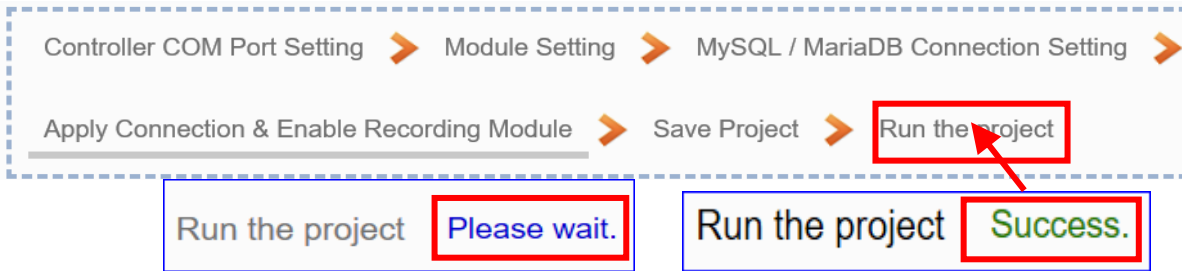 Controller COM Port Setting Module Setting MySQL / MariaDB Connection Setting
Apply Connection & Enable Recording Module Save Project Run the project
Run the project Please wait. Run the project Success.